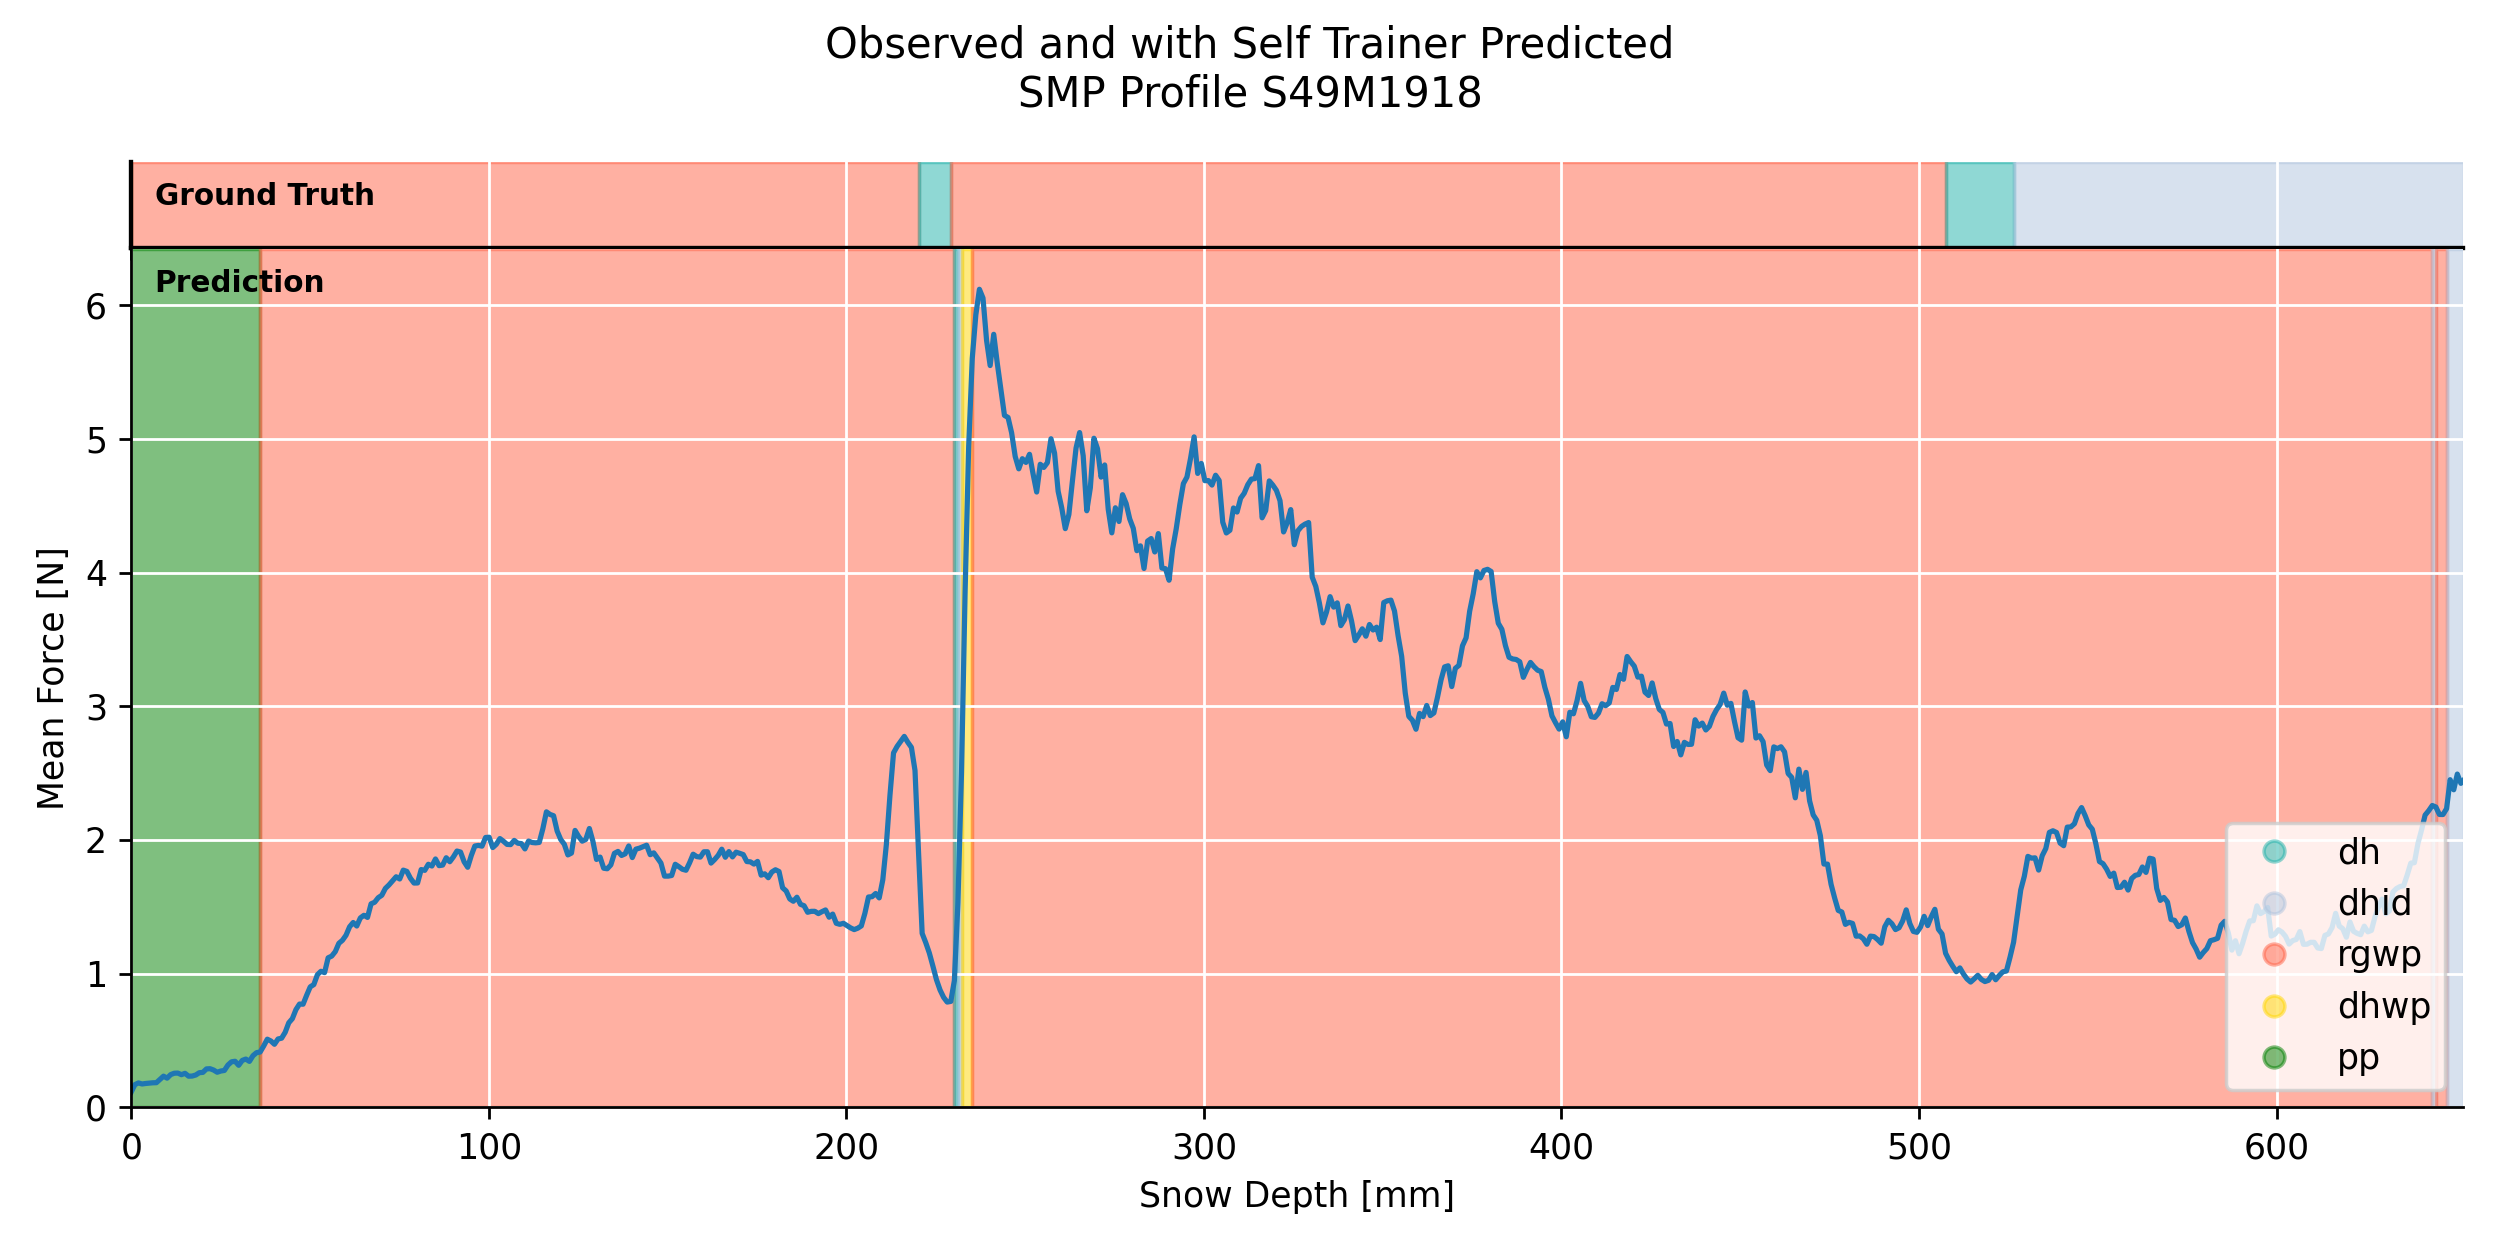 Observed and with Self Trainer Predicted
SMP Profile S49M1918
Ground Truth
Prediction
6
5
4
3
2
1
0
Mean Force [N]
0 100 200 300 400 500 600
Snow Depth [mm]
dh
dhid
rgwp
dhwp
pp